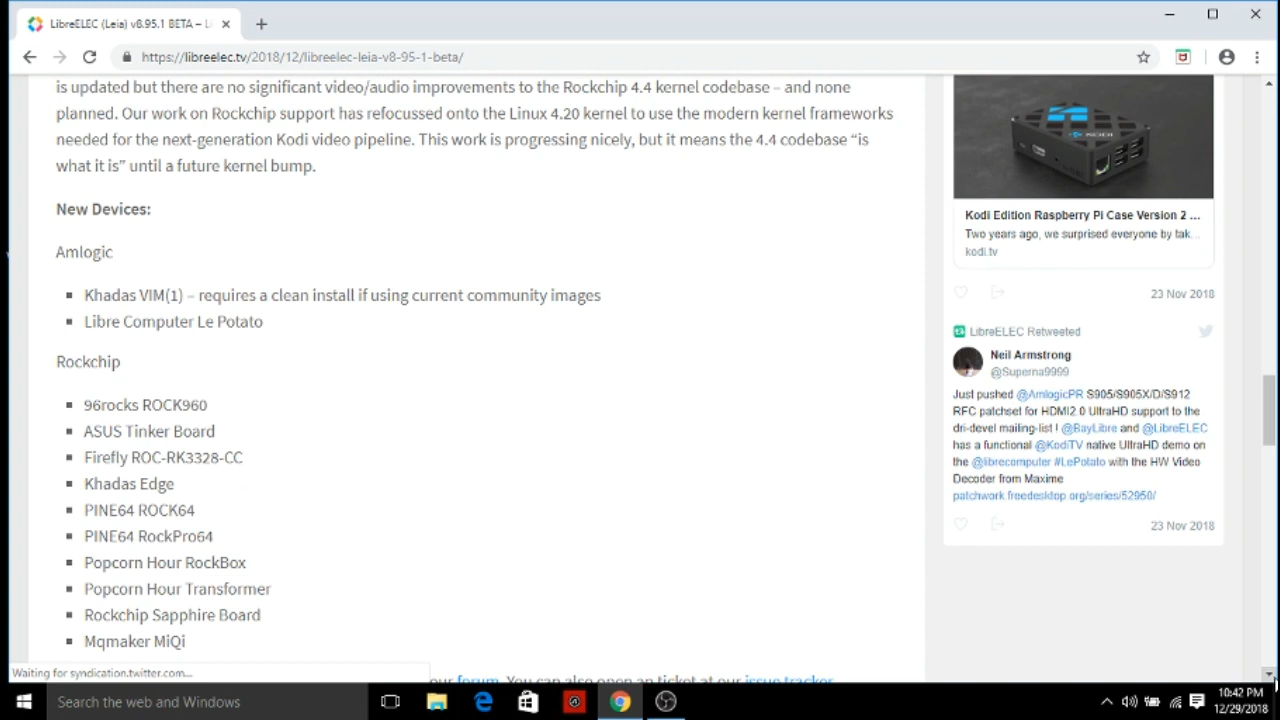 LibreELEC (Leia) v8.95.1 BETA – Li
https://libreelec.tv/2018/12/libreelec-leia-v8-95-1-beta/
is updated but there are no significant video/audio improvements to the Rockchip 4.4 kernel codebase – and none
planned. Our work on Rockchip support has refocussed onto the Linux 4.20 kernel to use the modern kernel frameworks
needed for the next-generation Kodi video pipeline. This work is progressing nicely, but it means the 4.4 codebase “is
what it is” until a future kernel bump.
New Devices:
Amlogic
Khadas VIM(1) – requires a clean install if using current community images
Libre Computer Le Potato
Rockchip
96rocks ROCK960
ASUS Tinker Board
Firefly ROC-RK3328-CC
Khadas Edge
PINE64 ROCK64
PINE64 RockPro64
Popcorn Hour RockBox
Popcorn Hour Transformer
Rockchip Sapphire Board
Mqmaker MiQi
our forum. You can also open an ticket at our issue tracker
KODI
Kodi Edition Raspberry Pi Case Version 2 ...
Two years ago, we surprised everyone by tak...
kodi.tv
23 Nov 2018
LibreELEC Retweeted
Neil Armstrong
@Superna9999
Just pushed @AmlogicPR S905/S905X/D/S912
RFC patchset for HDMI2.0 UltraHD support to the
dri-devel mailing-list ! @BayLibre and @LibreELEC
has a functional @KodiTV native UltraHD demo on
the @librecomputer #LePotato with the HW Video
Decoder from Maxime
patchwork.freedesktop.org/series/52950/
23 Nov 2018
Waiting for syndication.twitter.com...
Search the web and Windows
10:42 PM
12/29/2018